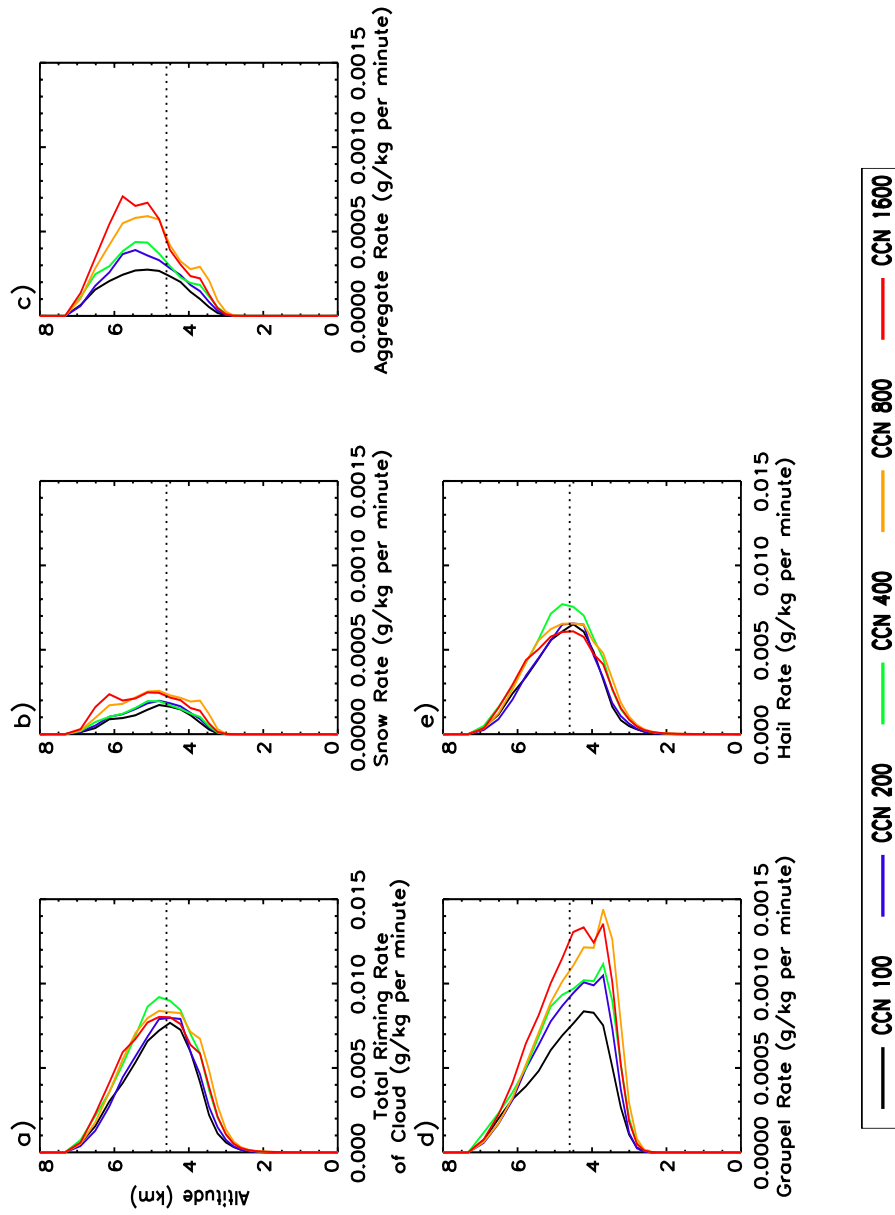 a)
8
6
4
2
0
Altitude (km)
0.000 0.005 0.010 0.015
Total Riming Rate
of Cloud (g/kg per minute)
b)
8
6
4
2
0
0.0000 0.0005 0.0010 0.0015
Snow Rate (g/kg per minute)
c)
8
6
4
2
0
0.0000 0.0005 0.0010 0.0015
Aggregate Rate (g/kg per minute)
d)
8
6
4
2
0
0.0000 0.0005 0.0010 0.0015
Graupel Rate (g/kg per minute)
e)
8
6
4
2
0
0.000 0.005 0.010 0.015
Hail Rate (g/kg per minute)
CCN 100 CCN 200 CCN 400 CCN 800 CCN 1600